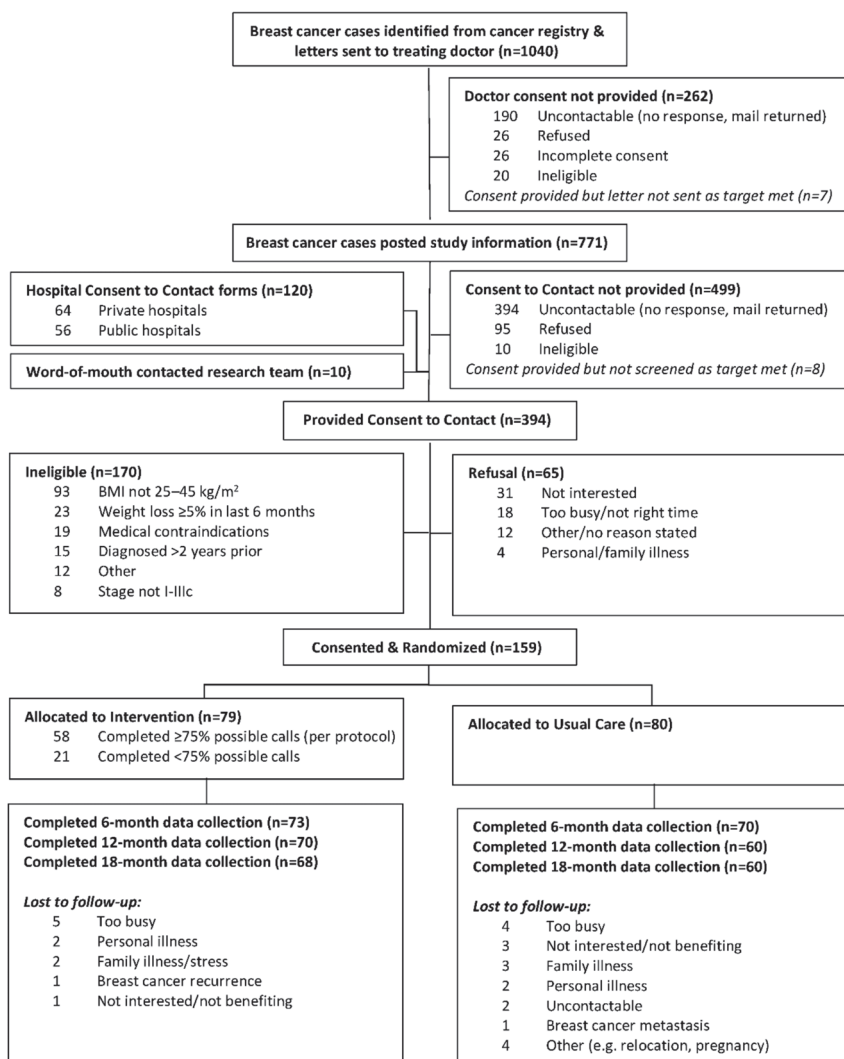 Breast cancer cases identified from cancer registry &
letters sent to treating doctor (n=1040)
Doctor consent not provided (n=262)
190 Uncontactable (no response, mail returned)
26 Refused
26 Incomplete consent
20 Ineligible
Consent provided but letter not sent as target met (n=7)
Breast cancer cases posted study information (n=771)
Hospital Consent to Contact forms (n=120)
64 Private hospitals
56 Public hospitals
Consent to Contact not provided (n=499)
394 Uncontactable (no response, mail returned)
95 Refused
10 Ineligible
Consent provided but not screened as target met (n=8)
Word-of-mouth contacted research team (n=10)
Provided Consent to Contact (n=394)
Ineligible (n=170)
93 BMI not 25–45 kg/m²
23 Weight loss ≥5% in last 6 months
19 Medical contraindications
15 Diagnosed >2 years prior
12 Other
8 Stage not I-IIIc
Refusal (n=65)
31 Not interested
18 Too busy/not right time
12 Other/no reason stated
4 Personal/family illness
Consented & Randomized (n=159)
Allocated to Intervention (n=79)
58 Completed ≥75% possible calls (per protocol)
21 Completed <75% possible calls
Allocated to Usual Care (n=80)
Completed 6-month data collection (n=73)
Completed 12-month data collection (n=70)
Completed 18-month data collection (n=68)
Lost to follow-up:
5 Too busy
2 Personal illness
2 Family illness/stress
1 Breast cancer recurrence
1 Not interested/not benefiting
Completed 6-month data collection (n=70)
Completed 12-month data collection (n=60)
Completed 18-month data collection (n=60)
Lost to follow-up:
4 Too busy
3 Not interested/not benefiting
3 Family illness
2 Personal illness
2 Uncontactable
1 Breast cancer metastasis
4 Other (e.g. relocation, pregnancy)